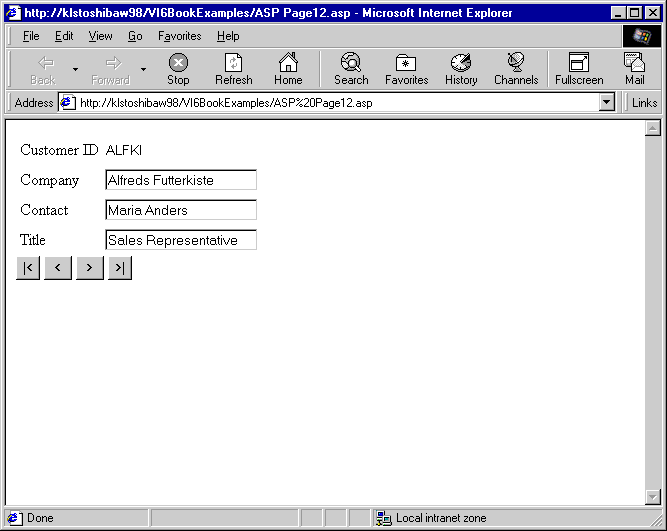 http://klstoshibaw98/VI6BookExamples/ASP Page12.asp - Microsoft Internet Explorer
File Edit View Go Favorites Help
Back Forward Stop Refresh Home Search Favorites History Channels Fullscreen Mail
Address http://klstoshibaw98/VI6BookExamples/ASP%20Page12.asp Links
Customer ID ALFKI
Company Alfreds Futterkiste
Contact Maria Anders
Title Sales Representative
|< < > >|
Done Local intranet zone